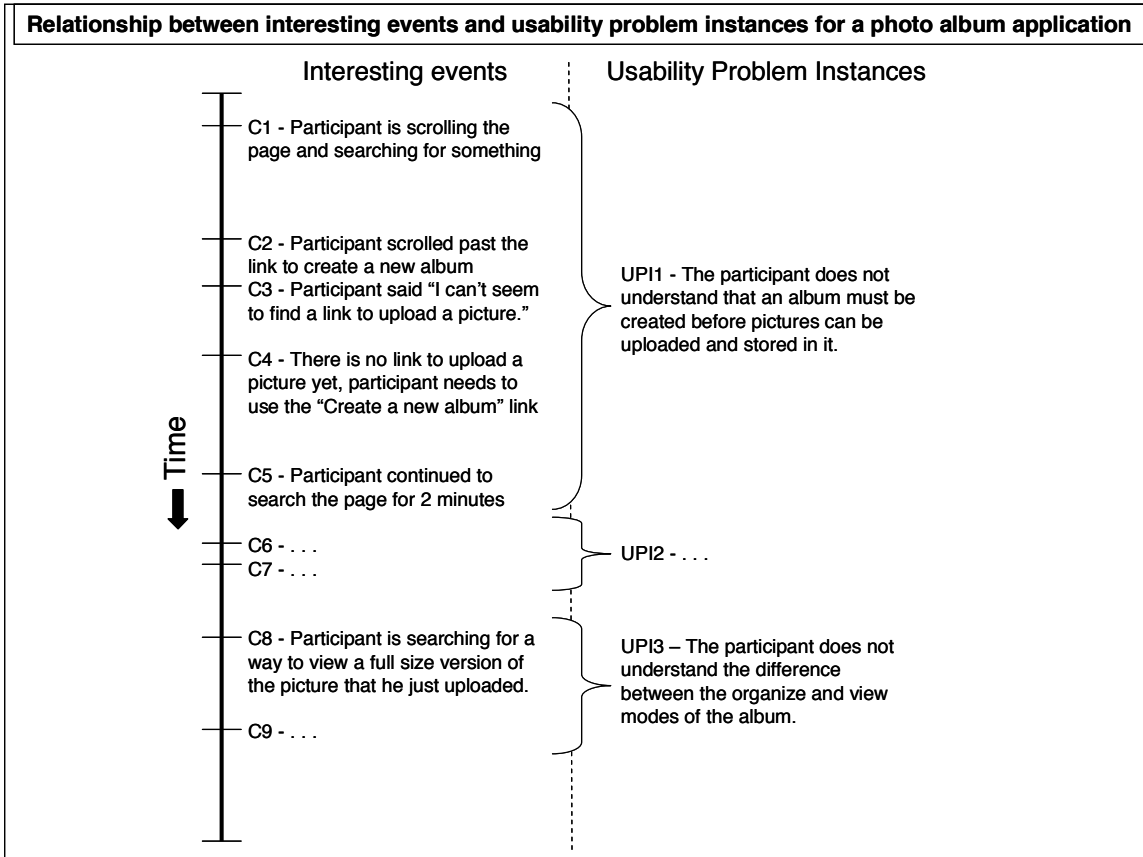 Relationship between interesting events and usability problem instances for a photo album application
Interesting events
Usability Problem Instances
C1 - Participant is scrolling the
page and searching for something
C2 - Participant scrolled past the
link to create a new album
C3 - Participant said “I can’t seem
to find a link to upload a picture.”
C4 - There is no link to upload a
picture yet, participant needs to
use the “Create a new album” link
C5 - Participant continued to
search the page for 2 minutes
C6 - . . .
C7 - . . .
C8 - Participant is searching for a
way to view a full size version of
the picture that he just uploaded.
C9 - . . .
Time
UPI1 - The participant does not
understand that an album must be
created before pictures can be
uploaded and stored in it.
UPI2 - . . .
UPI3 – The participant does not
understand the difference
between the organize and view
modes of the album.